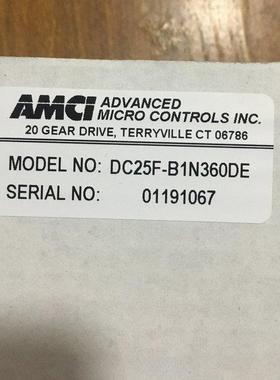 AMCI ADVANCED
MICRO CONTROLS INC.
20 GEAR DRIVE, TERRYVILLE CT 06786
MODEL NO: DC25F-B1N360DE
SERIAL NO: 01191067